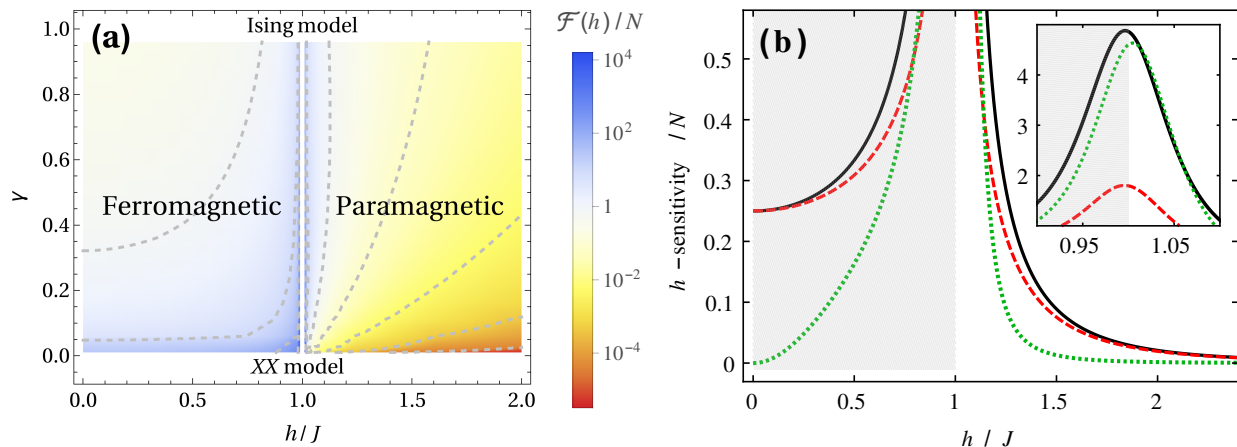 (a)
Ising model
ℱ(h)/N
1.0
0.8
0.6
0.4
0.2
0.0
γ
Ferromagnetic
Paramagnetic
XX model
0.0
0.5
1.0
1.5
2.0
h/J
10^4
10^2
1
10^−2
10^−4
(b)
0.5
0.4
0.3
0.2
0.1
0
h −sensitivity /N
0
0.5
1
1.5
2
h / J
4
3
2
0.95
1.05